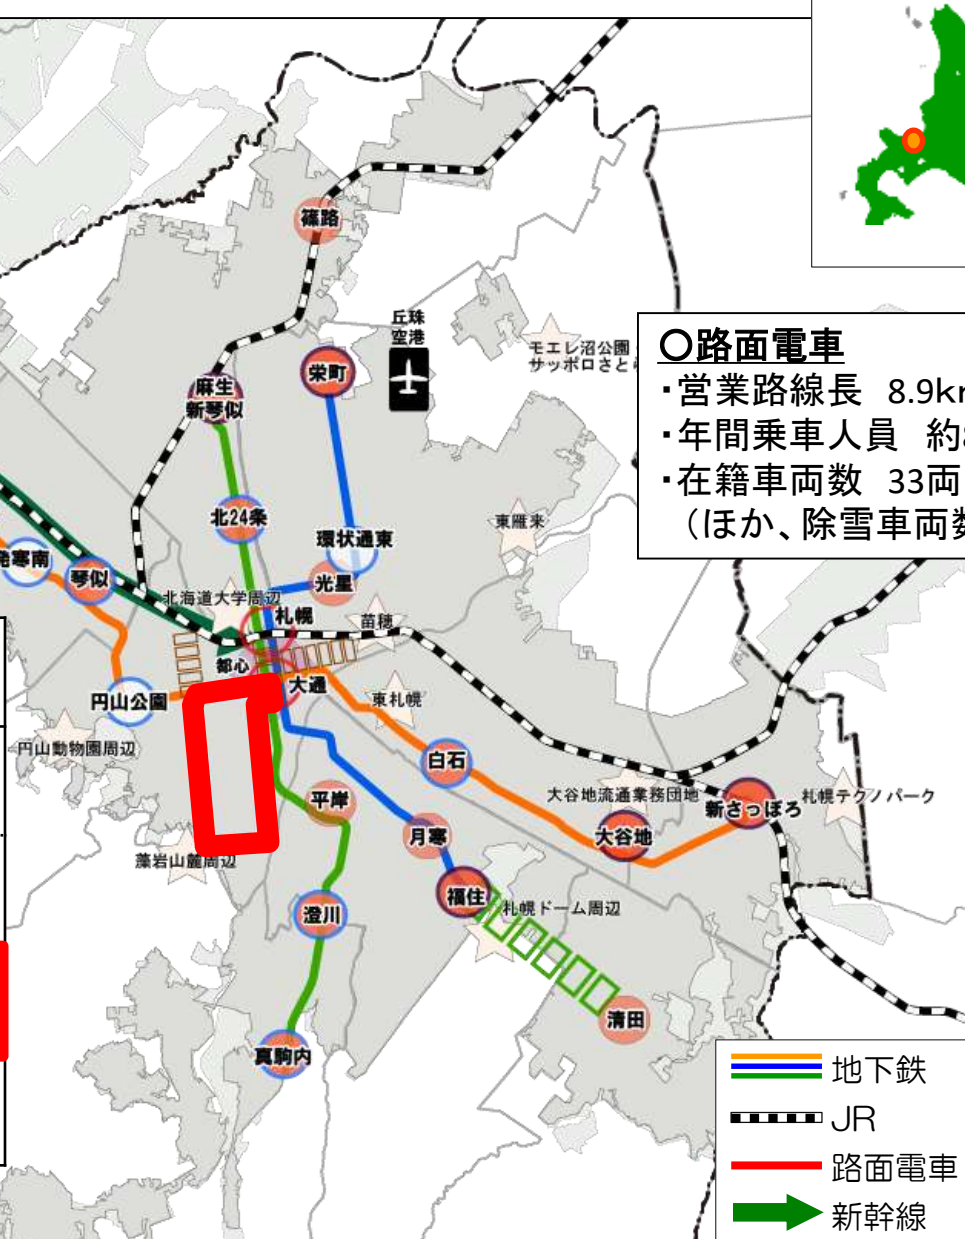 篠路
丘珠
空港
モエレ沼公園
サッポロさと
〇路面電車
・営業路線長 8.9k
・年間乗車人員 約
・在籍車両数 33両
（ほか、除雪車両数
栄町
麻生
新琴似
北24条
環状通東
東雁来
発寒南
琴似
光星
北海道大学周辺
札幌
苗穂
都心
大通
円山公園
東札幌
円山動物園周辺
白石
平岸
大谷地流通業務団地
新さっぽろ
札幌テクノパーク
月寒
大谷地
藻岩山麓周辺
福住
札幌ドーム周辺
澄川
清田
真駒内
地下鉄
JR
路面電車
新幹線